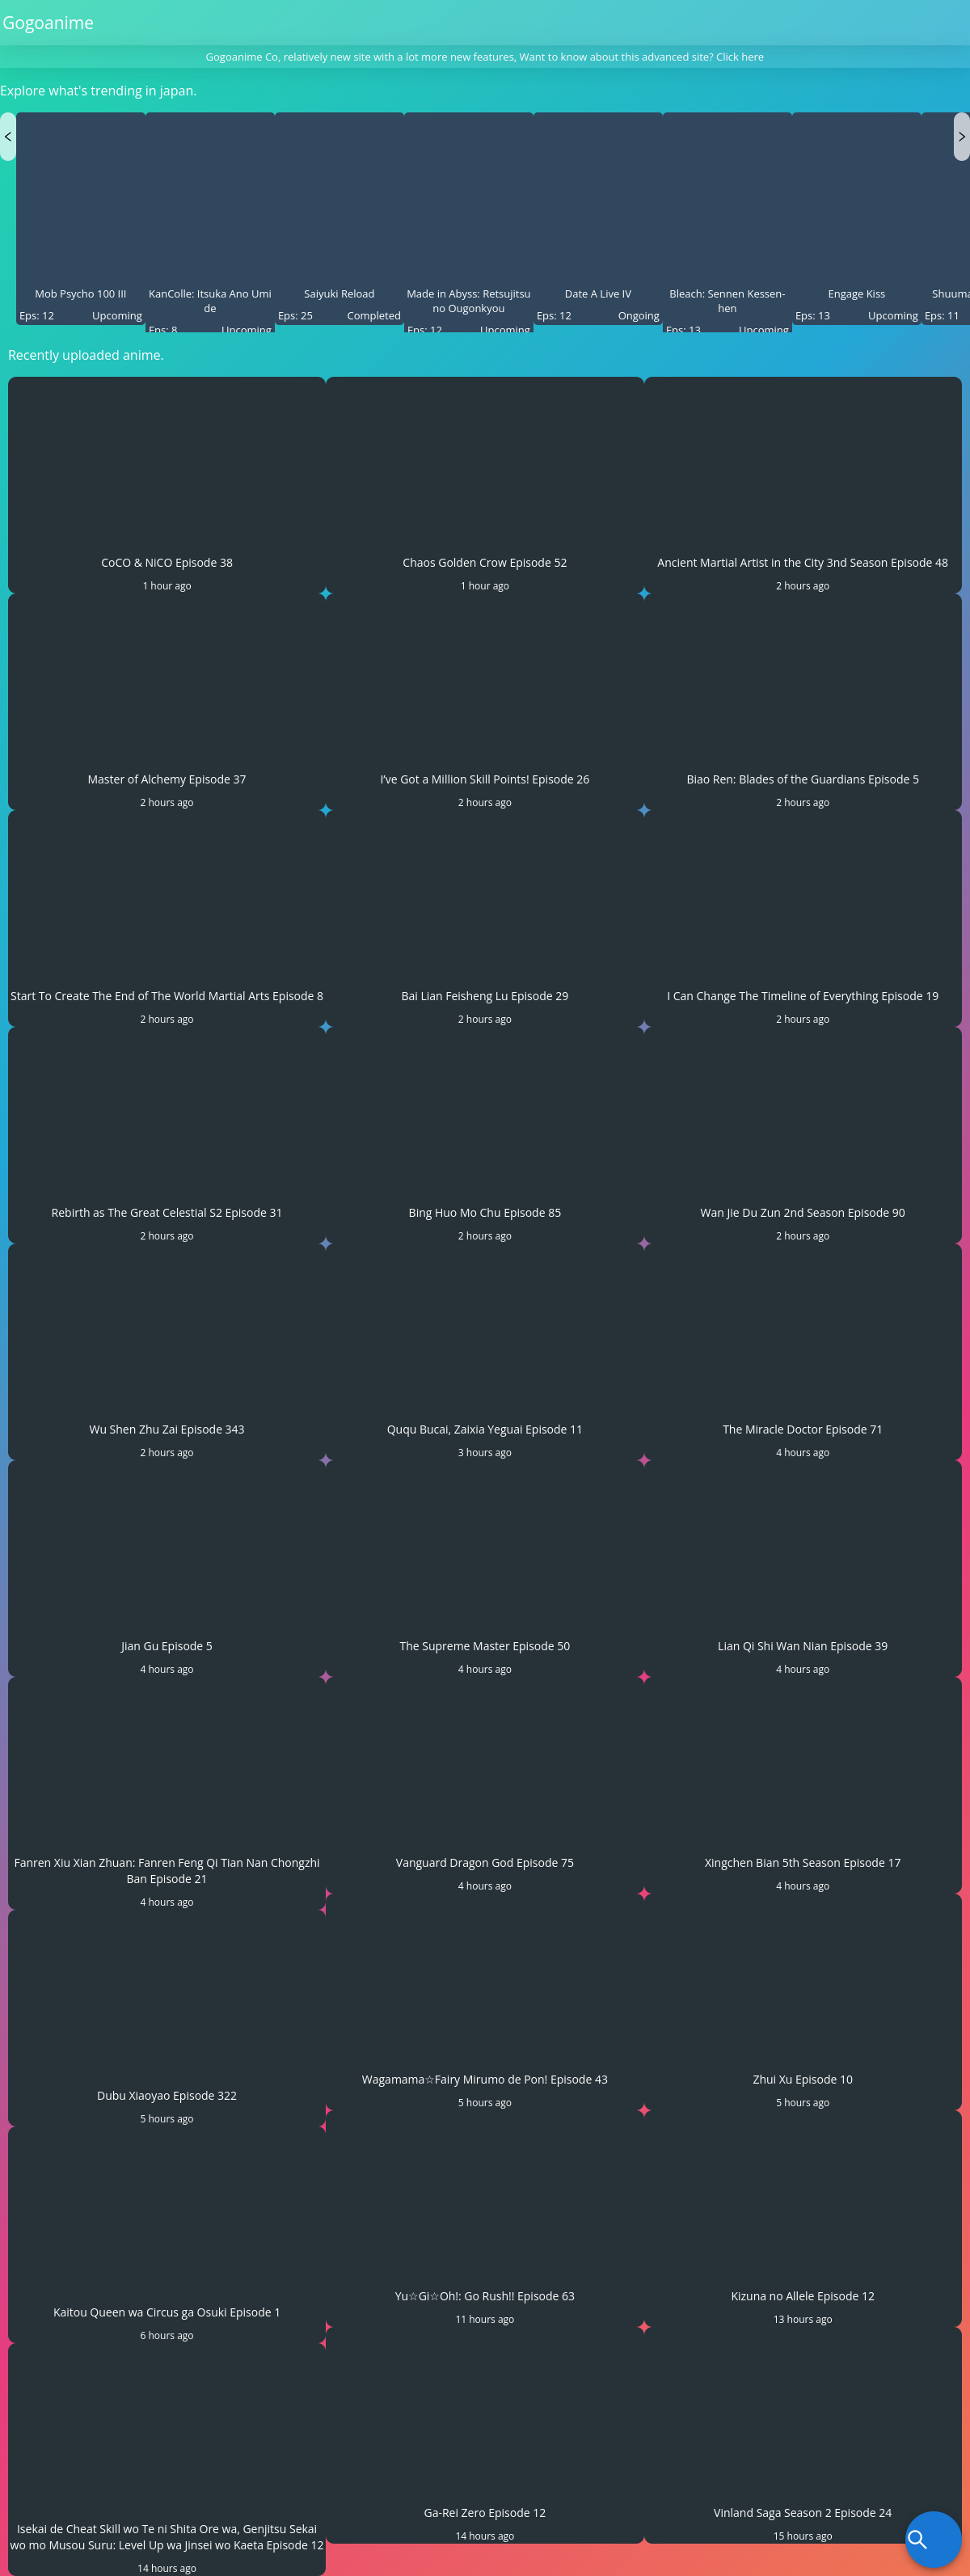 Gogoanime
Gogoanime Co, relatively new site with a lot more new features, Want to know about this advanced site? Click here
Explore what's trending in japan.
Mob Psycho 100 III
Eps: 12 Upcoming
KanColle: Itsuka Ano Umi
de
Eps: 8 Upcoming
Saiyuki Reload
Eps: 25 Completed
Made in Abyss: Retsujitsu
no Ougonkyou
Eps: 12 Upcoming
Date A Live IV
Eps: 12 Ongoing
Bleach: Sennen Kessen-
hen
Eps: 13 Upcoming
Engage Kiss
Eps: 13 Upcoming
Eps: 11
Recently uploaded anime.
CoCO & NiCO Episode 38
1 hour ago
Chaos Golden Crow Episode 52
1 hour ago
Ancient Martial Artist in the City 3nd Season Episode 48
2 hours ago
Master of Alchemy Episode 37
2 hours ago
I've Got a Million Skill Points! Episode 26
2 hours ago
Biao Ren: Blades of the Guardians Episode 5
2 hours ago
Start To Create The End of The World Martial Arts Episode 8
2 hours ago
Bai Lian Feisheng Lu Episode 29
2 hours ago
I Can Change The Timeline of Everything Episode 19
2 hours ago
Rebirth as The Great Celestial S2 Episode 31
2 hours ago
Bing Huo Mo Chu Episode 85
2 hours ago
Wan Jie Du Zun 2nd Season Episode 90
2 hours ago
Wu Shen Zhu Zai Episode 343
2 hours ago
Ququ Bucai, Zaixia Yeguai Episode 11
3 hours ago
The Miracle Doctor Episode 71
4 hours ago
Jian Gu Episode 5
4 hours ago
The Supreme Master Episode 50
4 hours ago
Lian Qi Shi Wan Nian Episode 39
4 hours ago
Fanren Xiu Xian Zhuan: Fanren Feng Qi Tian Nan Chongzhi
Ban Episode 21
4 hours ago
Vanguard Dragon God Episode 75
4 hours ago
Xingchen Bian 5th Season Episode 17
4 hours ago
Dubu Xiaoyao Episode 322
5 hours ago
Wagamama☆Fairy Mirumo de Pon! Episode 43
5 hours ago
Zhui Xu Episode 10
5 hours ago
Kaitou Queen wa Circus ga Osuki Episode 1
6 hours ago
Yu☆Gi☆Oh!: Go Rush!! Episode 63
11 hours ago
Kizuna no Allele Episode 12
13 hours ago
Isekai de Cheat Skill wo Te ni Shita Ore wa, Genjitsu Sekai
wo mo Musou Suru: Level Up wa Jinsei wo Kaeta Episode 12
14 hours ago
Ga-Rei Zero Episode 12
14 hours ago
Vinland Saga Season 2 Episode 24
15 hours ago